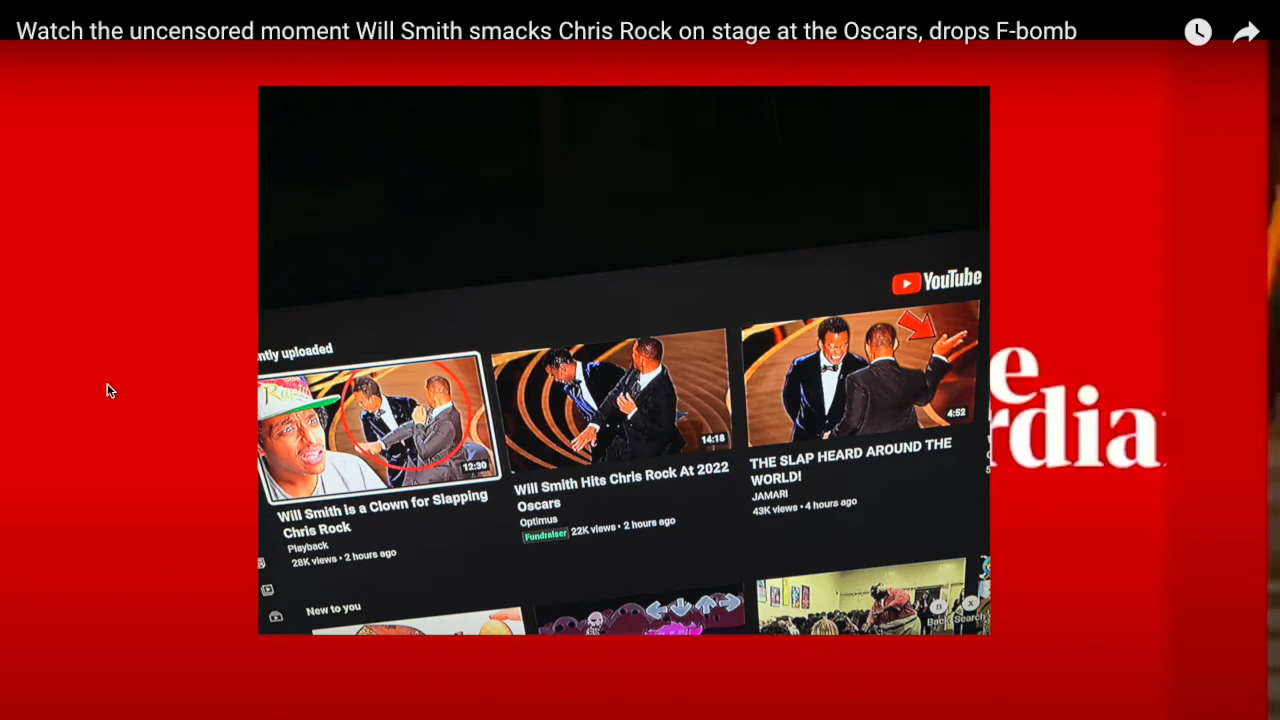 Watch the uncensored moment Will Smith smacks Chris Rock on stage at the Oscars, drops F-bomb
YouTube
ntly uploaded
12:30
14:18
4:52
Will Smith is a Clown for Slapping
Chris Rock
Playback
28K views • 2 hours ago
Will Smith Hits Chris Rock At 2022
Oscars
Optimus
Fundraiser 22K views • 2 hours ago
THE SLAP HEARD AROUND THE
WORLD!
JAMARI
43K views • 4 hours ago
New to you
Back Search
e
rdia